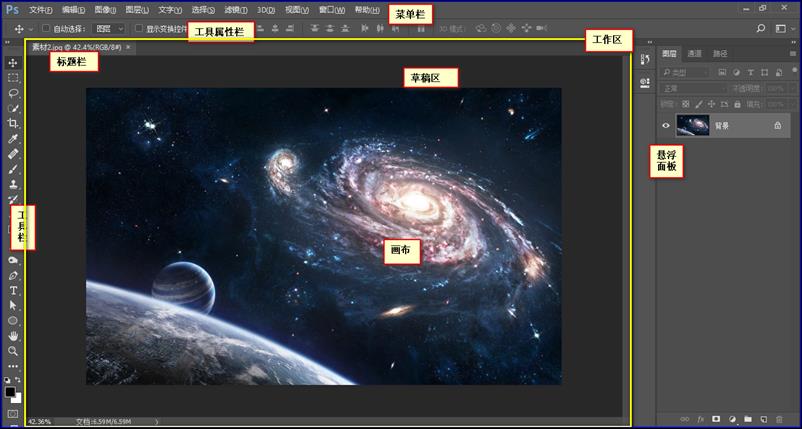 Ps 文件(F) 编辑(E) 图像(I) 图层(L) 文字(Y) 选择(S) 滤镜(T) 3D(D) 视图(V) 窗口(W) 帮助(H) 菜单栏
自动选择: 图层 显示变换控件 工具属性栏 3D 模式:
工作区
素材2.jpg @ 42.4%(RGB/8#) ×
标题栏
草稿区
图层 通道 路径
类型
正常 不透明度: 100%
锁定: 填充: 100%
背景
悬浮
面板
工
具
栏
画布
T
42.36% 文档:6.59M/6.59M
fx